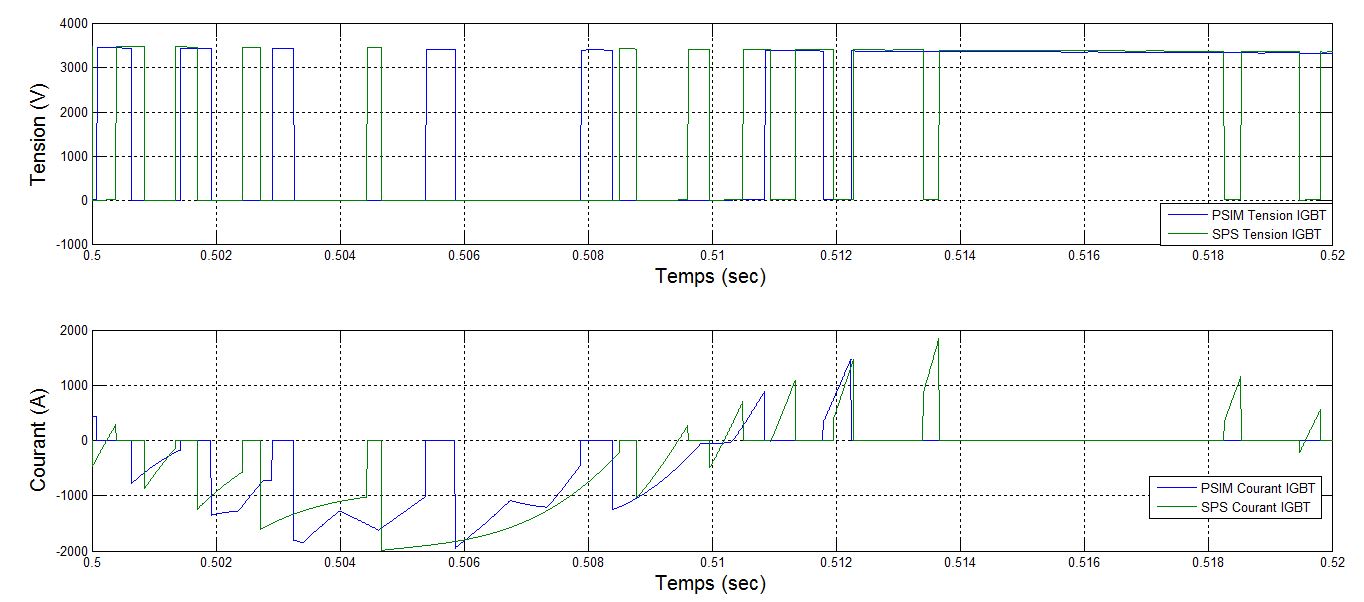 4000
3000
2000
1000
0
-1000
Tension (V)
0.5 0.502 0.504 0.506 0.508 0.51 0.512 0.514 0.516 0.518 0.52
Temps (sec)
PSIM Tension IGBT
SPS Tension IGBT
2000
1000
0
-1000
-2000
Courant (A)
0.5 0.502 0.504 0.506 0.508 0.51 0.512 0.514 0.516 0.518 0.52
Temps (sec)
PSIM Courant IGBT
SPS Courant IGBT